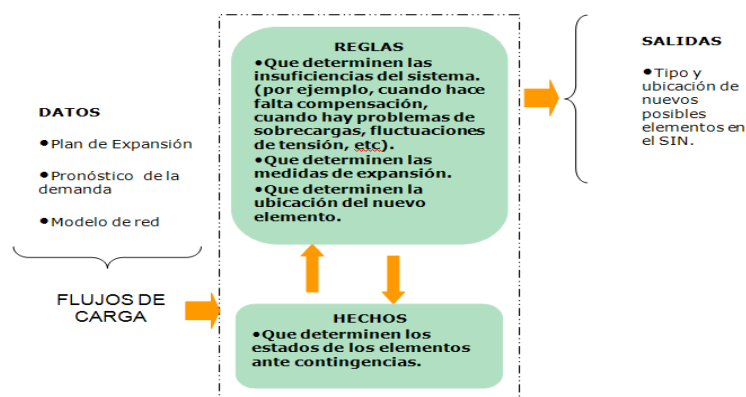 DATOS
●Plan de Expansión
●Pronóstico de la
demanda
●Modelo de red
FLUJOS DE
CARGA
REGLAS
●Que determinen las
insuficiencias del sistema.
(por ejemplo, cuando hace
falta compensación,
cuando hay problemas de
sobrecargas, fluctuaciones
de tensión, etc).
●Que determinen las
medidas de expansión.
●Que determinen la
ubicación del nuevo
elemento.
HECHOS
●Que determinen los
estados de los elementos
ante contingencias.
SALIDAS
●Tipo y
ubicación de
nuevos
posibles
elementos en
el SIN.